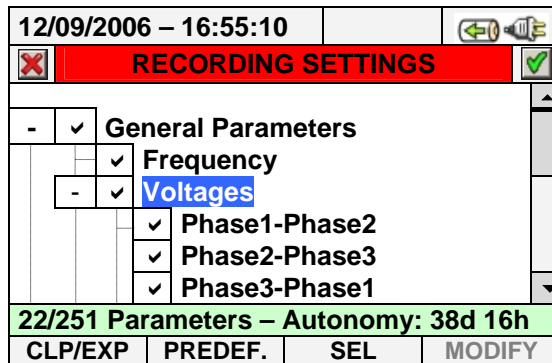 12/09/2006 – 16:55:10
RECORDING SETTINGS
- General Parameters
Frequency
- Voltages
Phase1-Phase2
Phase2-Phase3
Phase3-Phase1
22/251 Parameters – Autonomy: 38d 16h
CLP/EXP PREDEF. SEL MODIFY